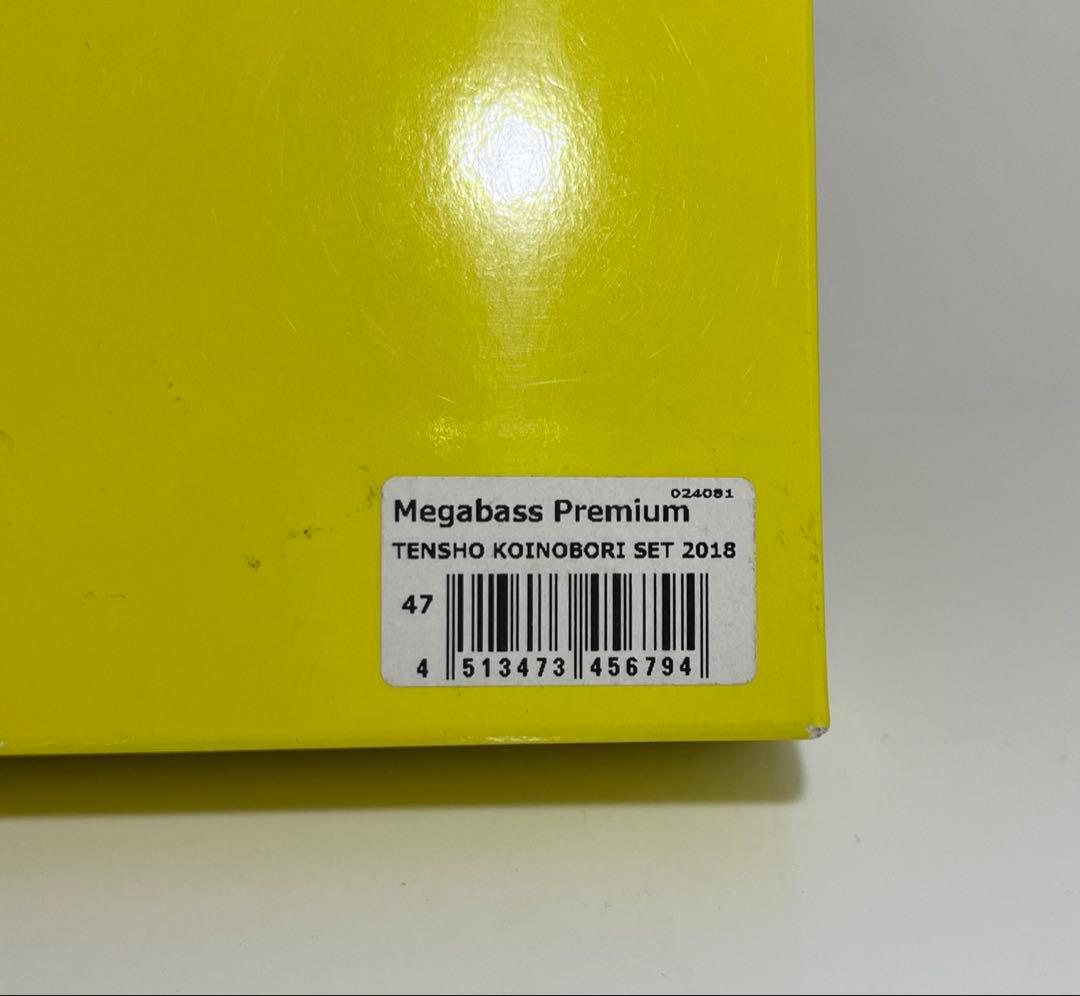 024081
Megabass Premium
TENSHO KOINOBORI SET 2018
47
4 513473 456794